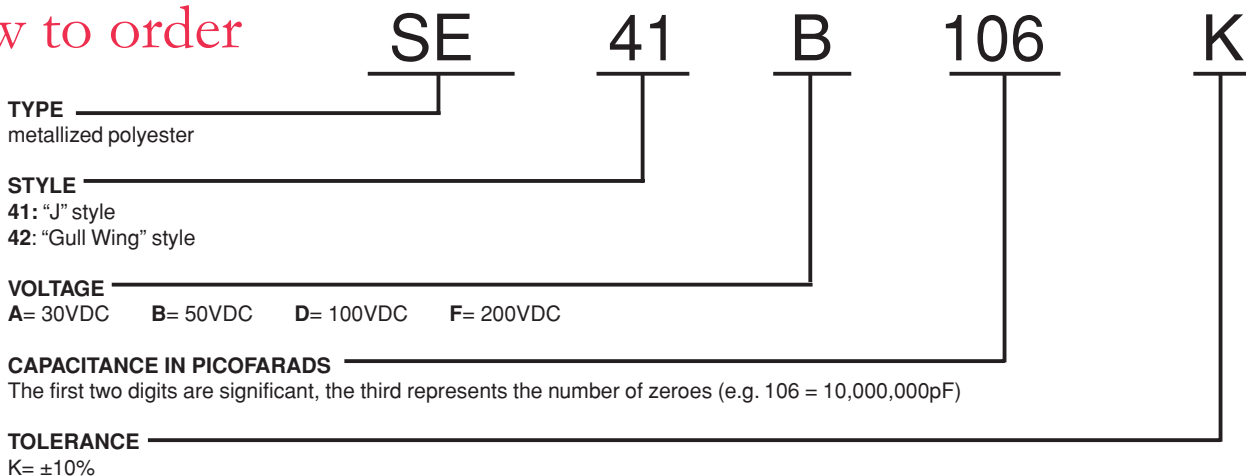 w to order
SE 41 B 106 K
TYPE
metallized polyester
STYLE
41: “J” style
42: “Gull Wing” style
VOLTAGE
A= 30VDC B= 50VDC D= 100VDC F= 200VDC
CAPACITANCE IN PICOFARADS
The first two digits are significant, the third represents the number of zeroes (e.g. 106 = 10,000,000pF)
TOLERANCE
K= ±10%